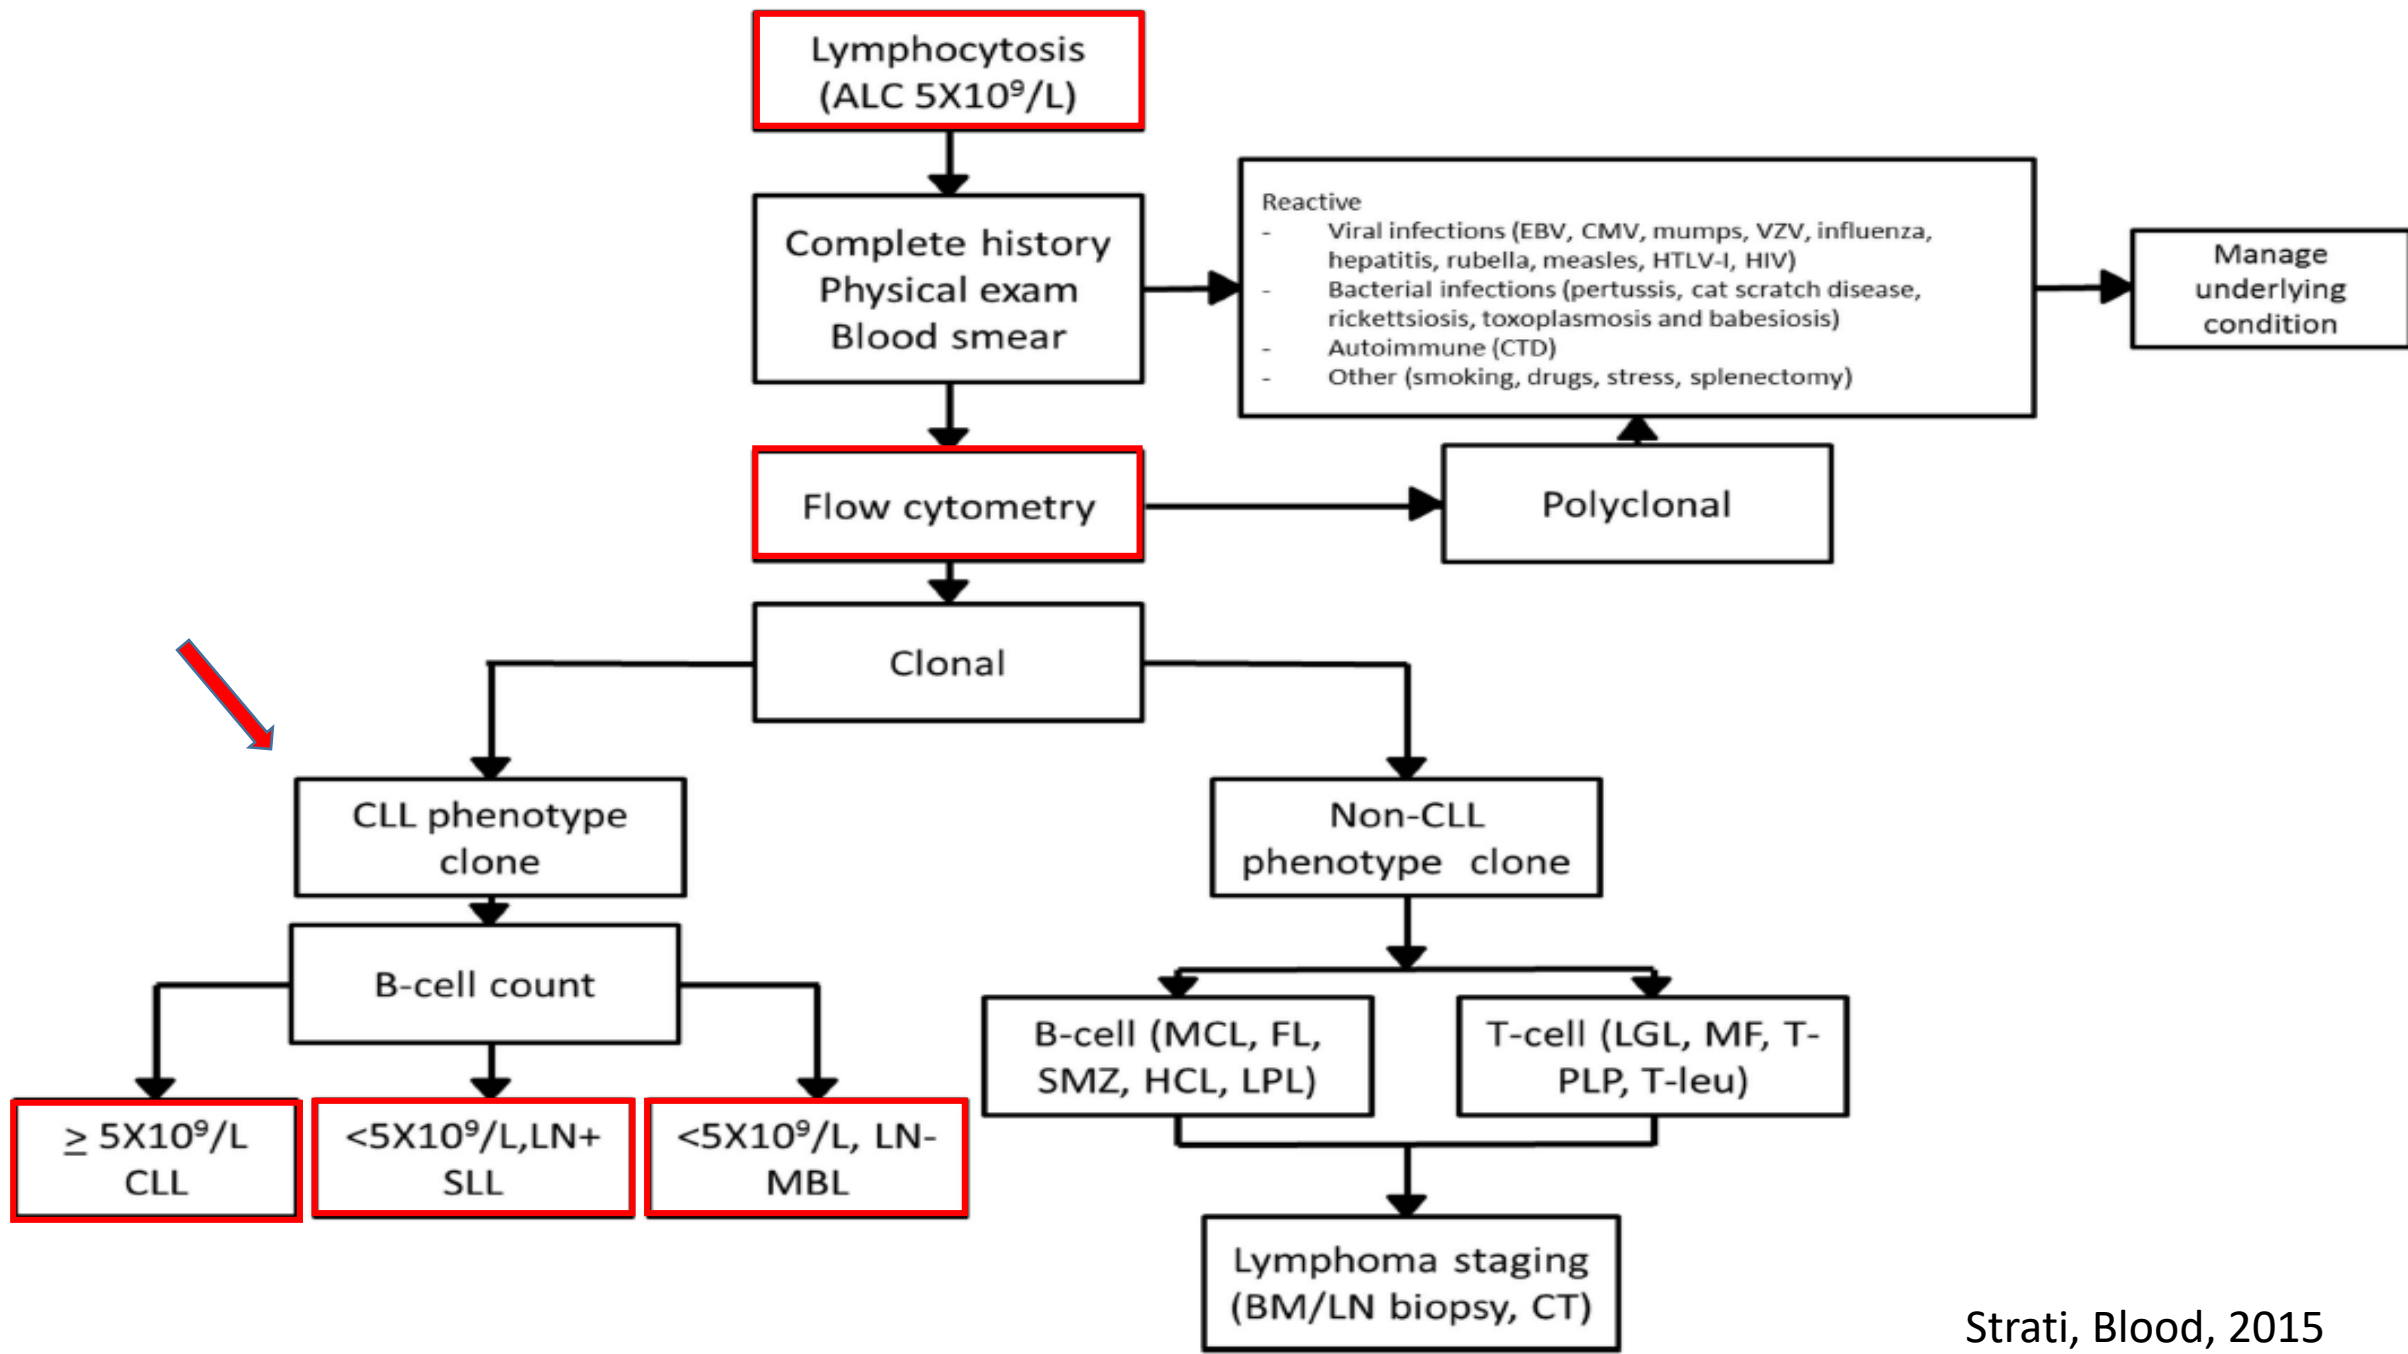 Lymphocytosis
(ALC 5X10⁹/L)
Complete history
Physical exam
Blood smear
Reactive
- Viral infections (EBV, CMV, mumps, VZV, influenza,
hepatitis, rubella, measles, HTLV-I, HIV)
- Bacterial infections (pertussis, cat scratch disease,
rickettsiosis, toxoplasmosis and babesiosis)
- Autoimmune (CTD)
- Other (smoking, drugs, stress, splenectomy)
Manage
underlying
condition
Flow cytometry
Polyclonal
Clonal
CLL phenotype
clone
Non-CLL
phenotype clone
B-cell count
B-cell (MCL, FL,
SMZ, HCL, LPL)
T-cell (LGL, MF, T-
PLP, T-leu)
≥ 5X10⁹/L
CLL
<5X10⁹/L,LN+
SLL
<5X10⁹/L, LN-
MBL
Lymphoma staging
(BM/LN biopsy, CT)
Strati, Blood, 2015